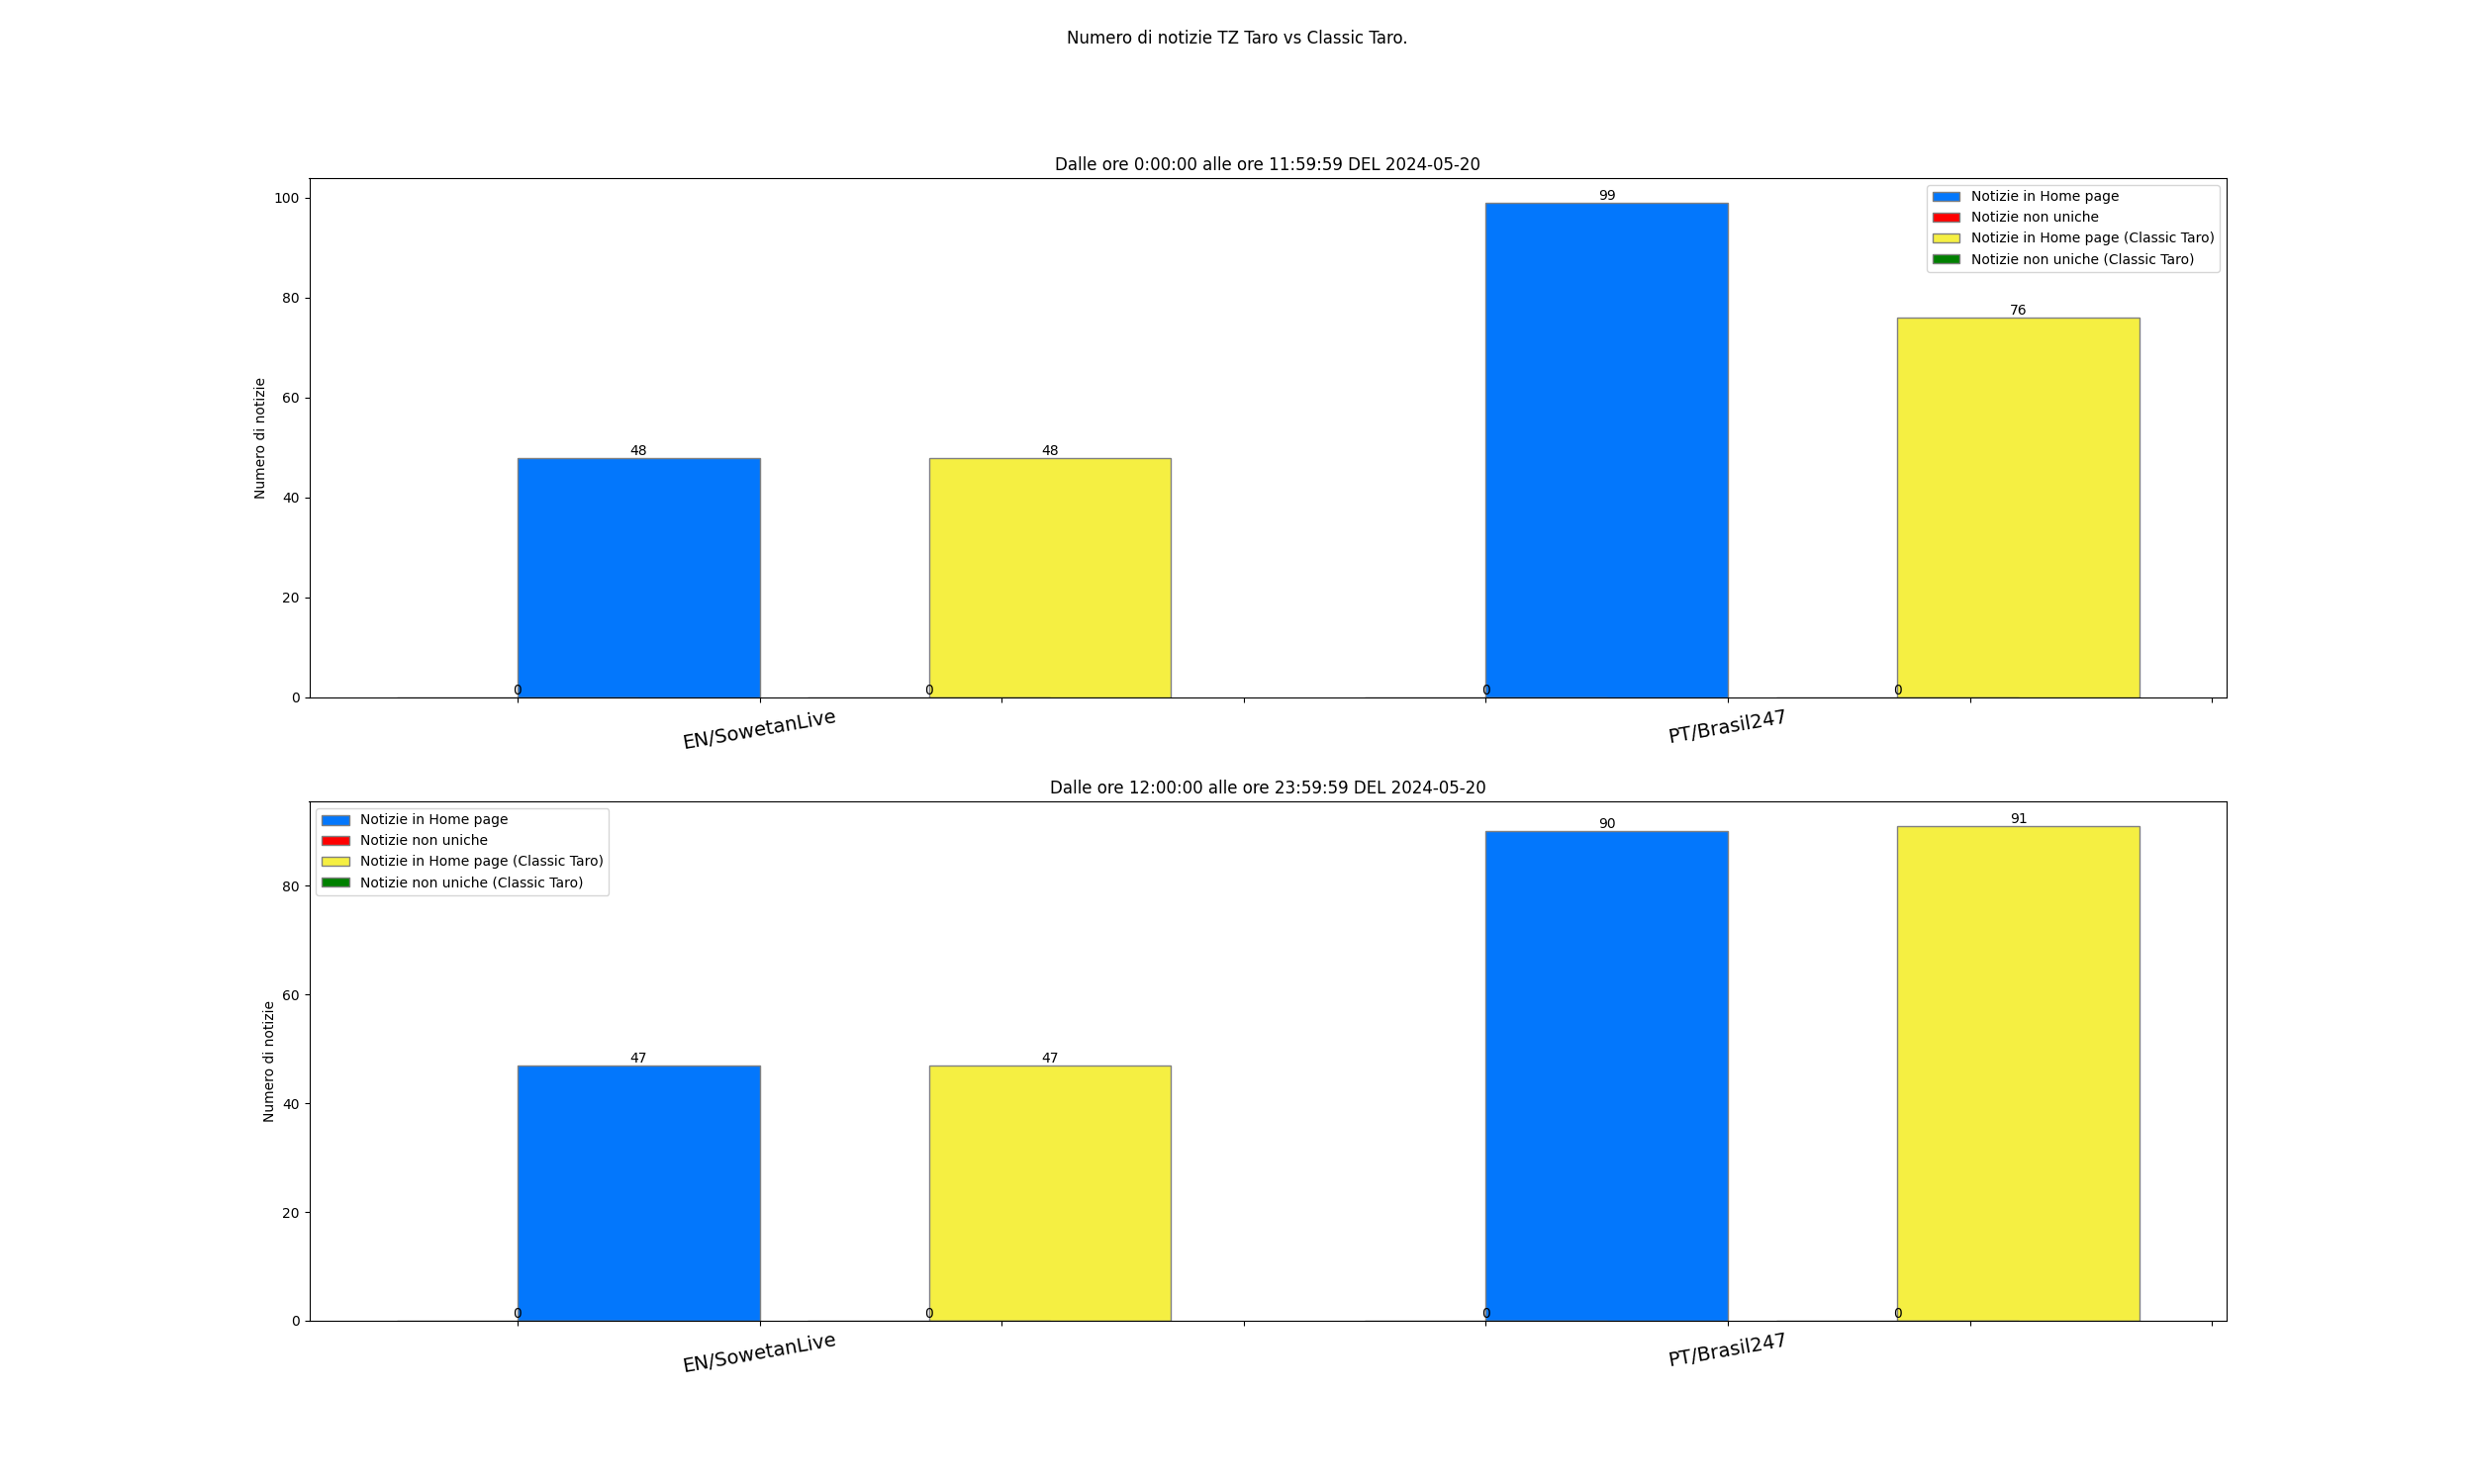 Numero di notizie TZ Taro vs Classic Taro.
Dalle ore 0:00:00 alle ore 11:59:59 DEL 2024-05-20
Numero di notizie
100
80
60
40
20
0
48
48
99
76
0
0
0
0
Notizie in Home page
Notizie non uniche
Notizie in Home page (Classic Taro)
Notizie non uniche (Classic Taro)
EN/SowetanLive
PT/Brasil247
Dalle ore 12:00:00 alle ore 23:59:59 DEL 2024-05-20
Notizie in Home page
Notizie non uniche
Notizie in Home page (Classic Taro)
Notizie non uniche (Classic Taro)
Numero di notizie
80
60
40
20
0
47
47
90
91
0
0
0
0
EN/SowetanLive
PT/Brasil247